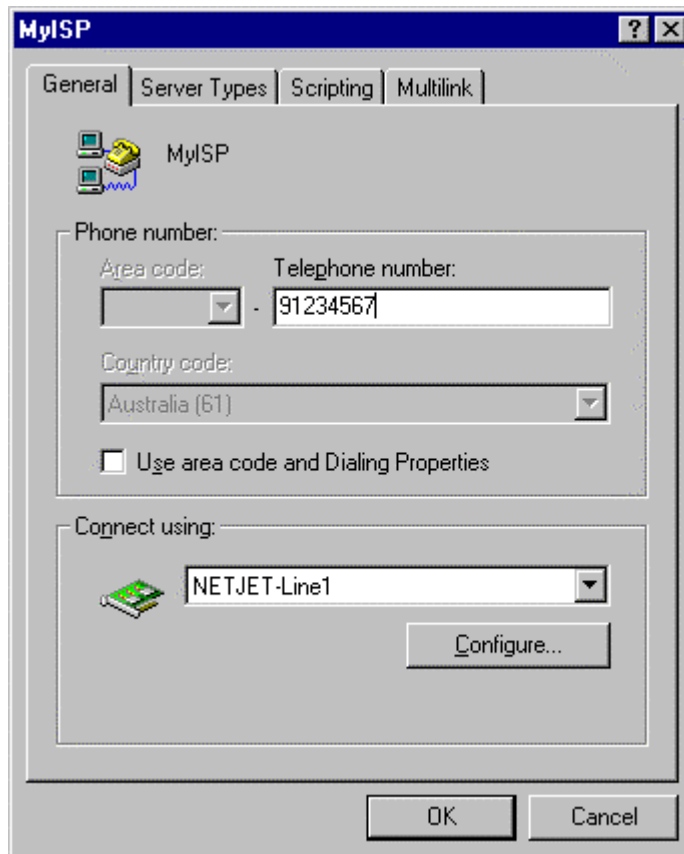 MyISP
General Server Types Scripting Multilink
MyISP
Phone number:
Area code: Telephone number:
- 91234567
Country code:
Australia (61)
Use area code and Dialing Properties
Connect using:
NETJET-Line1
Configure...
OK Cancel